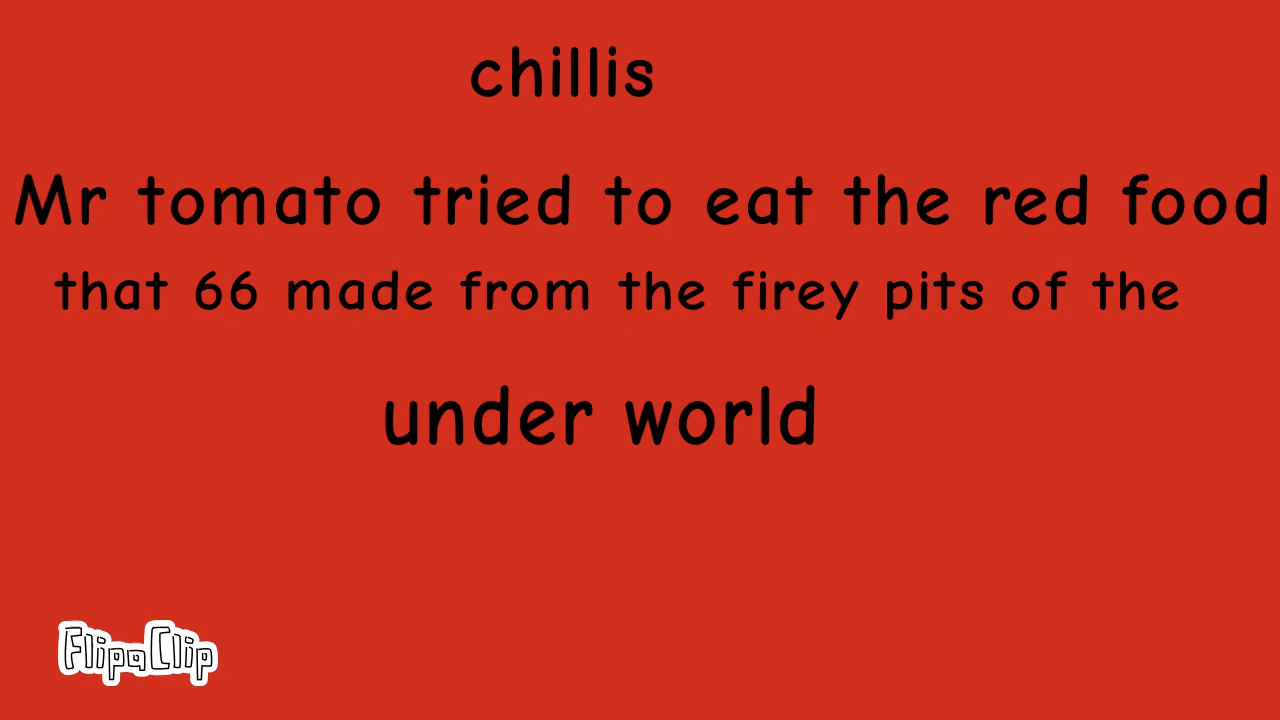 chillis
Mr tomato tried to eat the red food
that 66 made from the firey pits of the
under world
FlipaClip